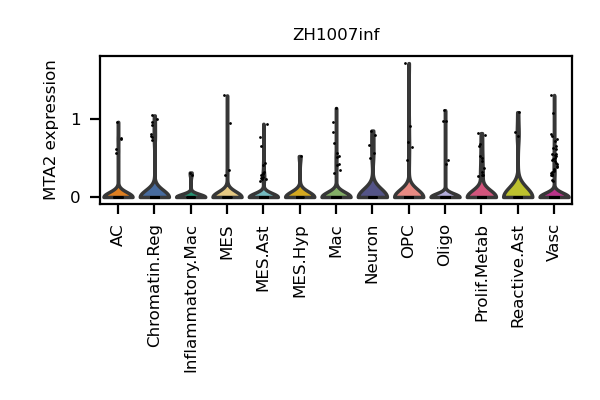 ZH1007inf
MTA2 expression
1
0
AC
Chromatin.Reg
Inflammatory.Mac
MES
MES.Ast
MES.Hyp
Mac
Neuron
OPC
Oligo
Prolif.Metab
Reactive.Ast
Vasc